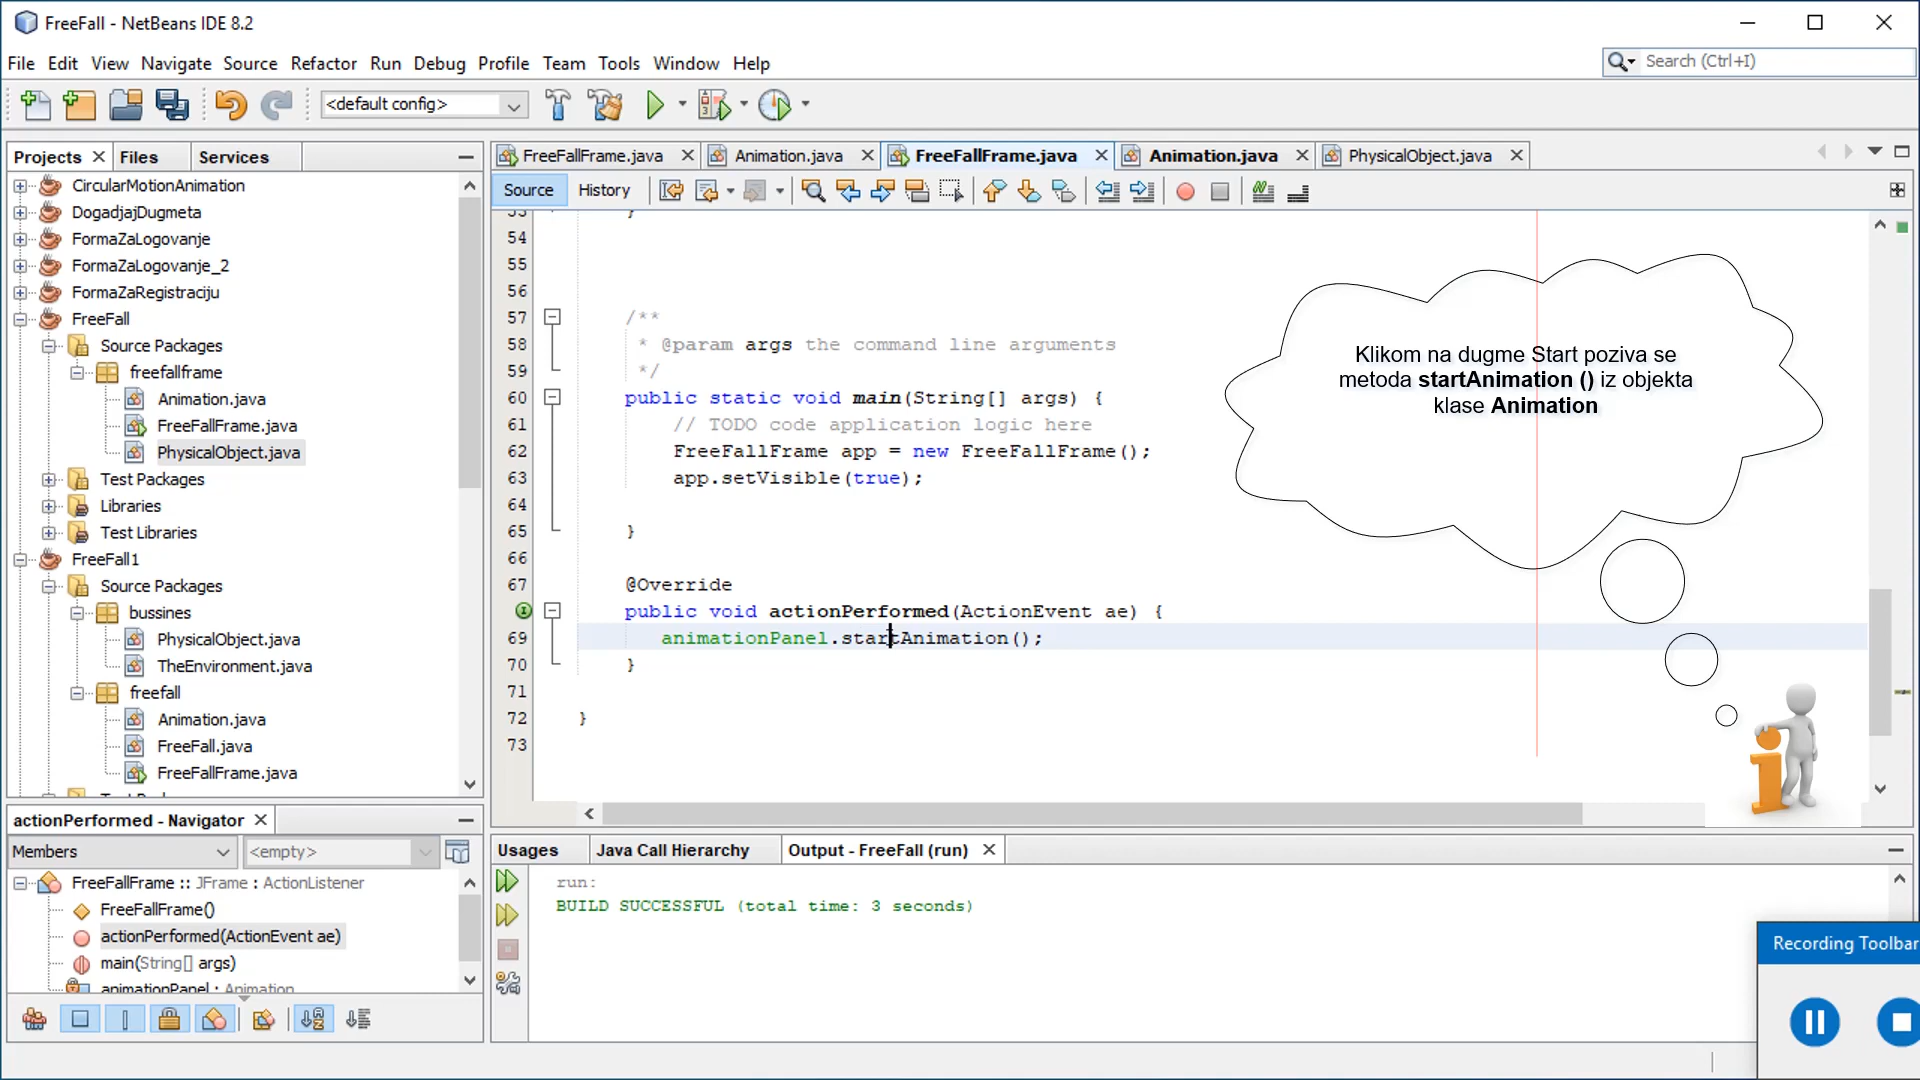 FreeFall - NetBeans IDE 8.2
File Edit View Navigate Source Refactor Run Debug Profile Team Tools Window Help
Search (Ctrl+I)
<default config>
Projects Files Services
CircularMotionAnimation
DogadjajDugmeta
FormaZaLogovanje
FormaZaLogovanje_2
FormaZaRegistraciju
FreeFall
Source Packages
freefallframe
Animation.java
FreeFallFrame.java
PhysicalObject.java
Test Packages
Libraries
Test Libraries
FreeFall1
Source Packages
bussines
PhysicalObject.java
TheEnvironment.java
freefall
Animation.java
FreeFall.java
FreeFallFrame.java
FreeFallFrame.java Animation.java FreeFallFrame.java Animation.java PhysicalObject.java
Source History
53 }
54
55
56
57 /**
58 * @param args the command line arguments
59 */
60 public static void main(String[] args) {
61 // TODO code application logic here
62 FreeFallFrame app = new FreeFallFrame();
63 app.setVisible(true);
64
65 }
66
67 @Override
public void actionPerformed(ActionEvent ae) {
69 animationPanel.startAnimation();
70 }
71
72 }
73
Klikom na dugme Start poziva se
metoda startAnimation () iz objekta
klase Animation
actionPerformed - Navigator
Members <empty>
FreeFallFrame :: JFrame : ActionListener
FreeFallFrame()
actionPerformed(ActionEvent ae)
main(String[] args)
animationPanel : Animation
Usages Java Call Hierarchy Output - FreeFall (run)
run:
BUILD SUCCESSFUL (total time: 3 seconds)
Recording Toolbar